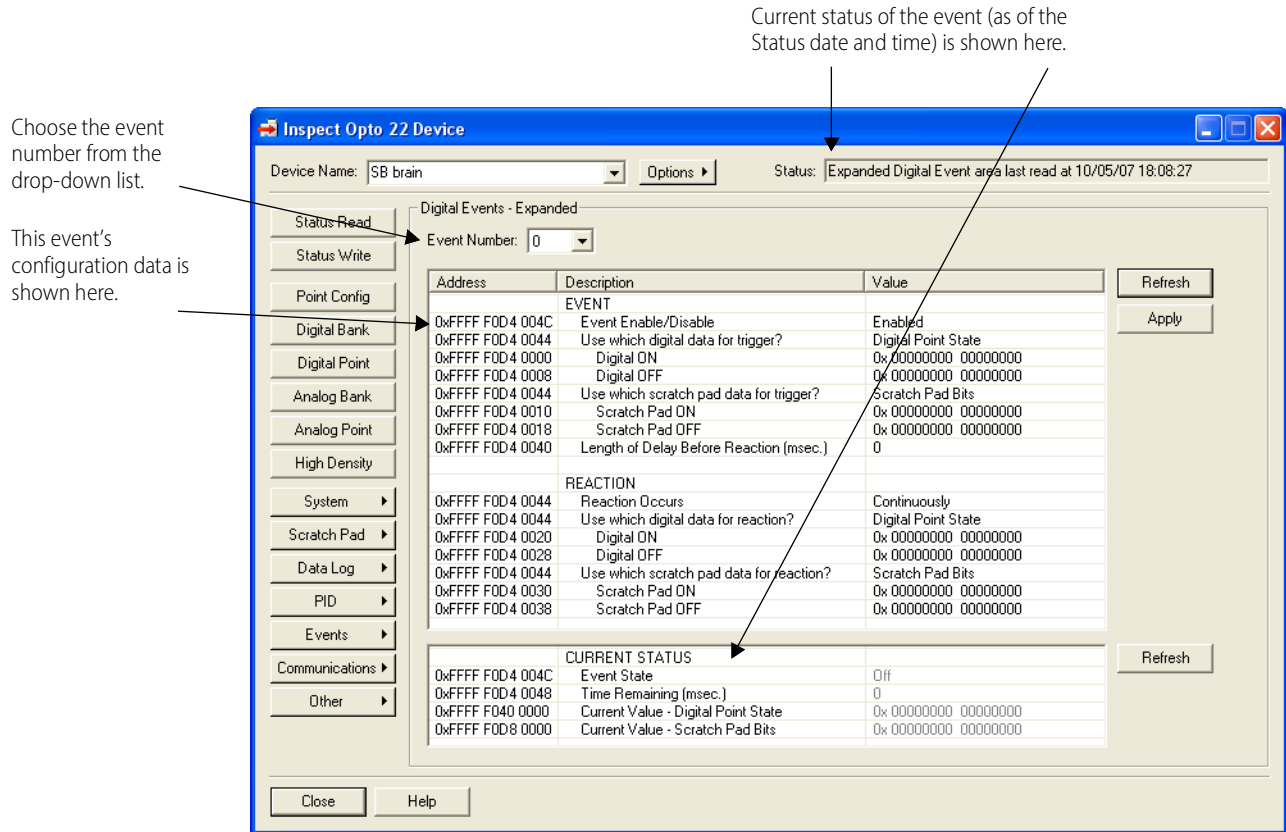 Current status of the event (as of the
Status date and time) is shown here.
Choose the event
number from the
drop-down list.
This event's
configuration data is
shown here.
Inspect Opto 22 Device
Device Name: SB brain Options Status: Expanded Digital Event area last read at 10/05/07 18:08:27
Status Read
Status Write
Point Config
Digital Bank
Digital Point
Analog Bank
Analog Point
High Density
System
Scratch Pad
Data Log
PID
Events
Communications
Other
Digital Events - Expanded
Event Number: 0
Address Description Value
EVENT
0xFFFF F0D4 004C Event Enable/Disable Enabled
0xFFFF F0D4 0044 Use which digital data for trigger? Digital Point State
0xFFFF F0D4 0000 Digital ON 0x 00000000 00000000
0xFFFF F0D4 0008 Digital OFF 0x 00000000 00000000
0xFFFF F0D4 0044 Use which scratch pad data for trigger? Scratch Pad Bits
0xFFFF F0D4 0010 Scratch Pad ON 0x 00000000 00000000
0xFFFF F0D4 0018 Scratch Pad OFF 0x 00000000 00000000
0xFFFF F0D4 0040 Length of Delay Before Reaction (msec.) 0
REACTION
0xFFFF F0D4 0044 Reaction Occurs Continuously
0xFFFF F0D4 0044 Use which digital data for reaction? Digital Point State
0xFFFF F0D4 0020 Digital ON 0x 00000000 00000000
0xFFFF F0D4 0028 Digital OFF 0x 00000000 00000000
0xFFFF F0D4 0044 Use which scratch pad data for reaction? Scratch Pad Bits
0xFFFF F0D4 0030 Scratch Pad ON 0x 00000000 00000000
0xFFFF F0D4 0038 Scratch Pad OFF 0x 00000000 00000000
Refresh
Apply
CURRENT STATUS
0xFFFF F0D4 004C Event State Off
0xFFFF F0D4 0048 Time Remaining (msec.) 0
0xFFFF F040 0000 Current Value - Digital Point State 0x 00000000 00000000
0xFFFF F0D8 0000 Current Value - Scratch Pad Bits 0x 00000000 00000000
Refresh
Close Help